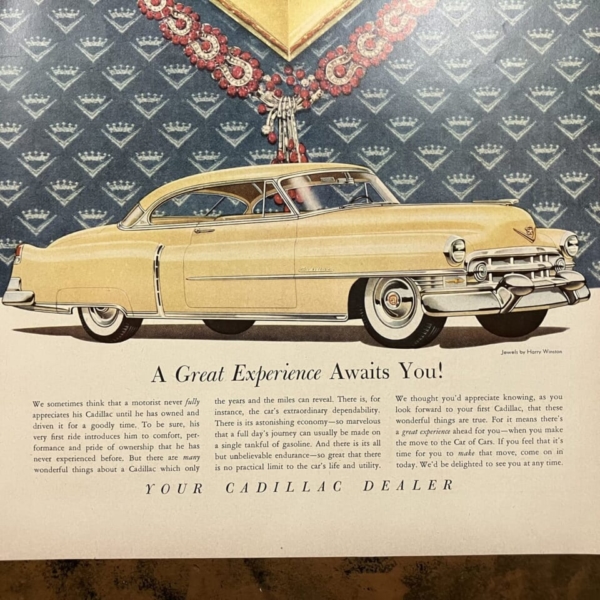 Jewels by Harry Winston
A Great Experience Awaits You!
We sometimes think that a motorist never fully
appreciates his Cadillac until he has owned and
driven it for a goodly time. To be sure, his
very first ride introduces him to comfort, per-
formance and pride of ownership that he has
never experienced before. But there are many
wonderful things about a Cadillac which only
the years and the miles can reveal. There is, for
instance, the car's extraordinary dependability.
There is its astonishing economy—so marvelous
that a full day's journey can usually be made on
a single tankful of gasoline. And there is its all
but unbelievable endurance—so great that there
is no practical limit to the car's life and utility.
We thought you'd appreciate knowing, as you
look forward to your first Cadillac, that these
wonderful things are true. For it means there's
a great experience ahead for you—when you make
the move to the Car of Cars. If you feel that it's
time for you to make that move, come on in
today. We'd be delighted to see you at any time.
YOUR CADILLAC DEALER